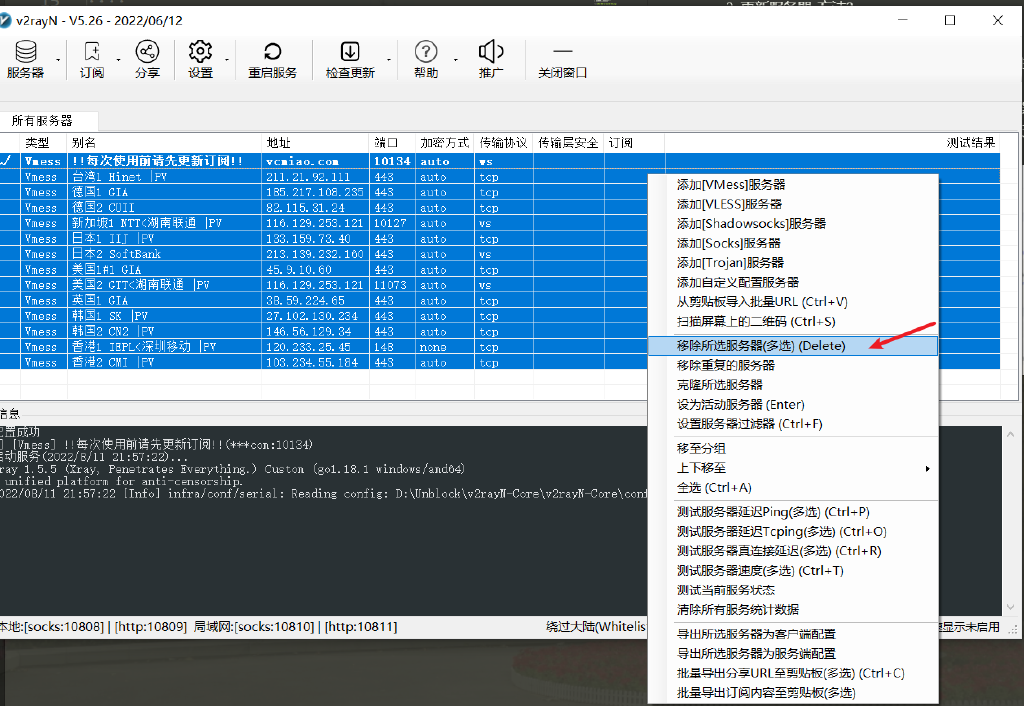 2 更新服务器 方法2
v2rayN - V5.26 - 2022/06/12
服务器 订阅 分享 设置 重启服务 检查更新 帮助 推广 关闭窗口
所有服务器
类型 别名 地址 端口 加密方式 传输协议 传输层安全 订阅 测试结果
√ Vmess !!每次使用前请先更新订阅!! vcmiao.com 10134 auto ws
Vmess 台湾1 Hinet |PV 211.21.92.111 443 auto tcp
Vmess 德国1 GIA 185.217.108.235 443 auto tcp
Vmess 德国2 CUII 82.115.31.24 443 auto tcp
Vmess 新加坡1 NTT<湖南联通 |PV 116.129.253.121 10127 auto ws
Vmess 日本1 IIJ |PV 133.159.73.40 443 auto tcp
Vmess 日本2 SoftBank 213.139.232.160 443 auto ws
Vmess 美国1#1 GIA 45.9.10.60 443 auto tcp
Vmess 美国2 GTT<湖南联通 |PV 116.129.253.121 11073 auto ws
Vmess 英国1 GIA 38.59.224.65 443 auto tcp
Vmess 韩国1 SK |PV 27.102.130.234 443 auto tcp
Vmess 韩国2 CN2 |PV 146.56.129.34 443 auto tcp
Vmess 香港1 IEPL<深圳移动 |PV 120.233.25.45 148 none tcp
Vmess 香港2 CMI |PV 103.234.55.184 443 auto tcp
添加[VMess]服务器
添加[VLESS]服务器
添加[Shadowsocks]服务器
添加[Socks]服务器
添加[Trojan]服务器
添加自定义配置服务器
从剪贴板导入批量URL (Ctrl+V)
扫描屏幕上的二维码 (Ctrl+S)
移除所选服务器(多选) (Delete)
移除重复的服务器
克隆所选服务器
设为活动服务器 (Enter)
设置服务器过滤器 (Ctrl+F)
移至分组
上下移至
全选 (Ctrl+A)
测试服务器延迟Ping(多选) (Ctrl+P)
测试服务器延迟Tcping(多选) (Ctrl+O)
测试服务器真连接延迟(多选) (Ctrl+R)
测试服务器速度(多选) (Ctrl+T)
测试当前服务状态
清除所有服务统计数据
导出所选服务器为客户端配置
导出所选服务器为服务端配置
批量导出分享URL至剪贴板(多选) (Ctrl+C)
批量导出订阅内容至剪贴板(多选)
信息
配置成功
] [Vmess] !!每次使用前请先更新订阅!!(***com:10134)
启动服务(2022/8/11 21:57:22)...
ray 1.5.5 (Xray, Penetrates Everything.) Custom (go1.18.1 windows/amd64)
unified platform for anti-censorship.
022/08/11 21:57:22 [Info] infra/conf/serial: Reading config: D:\Unblock\v2rayN-Core\v2rayN-Core\conf
本地:[socks:10808] | [http:10809] 局域网:[socks:10810] | [http:10811] 绕过大陆(Whitelis 显示未启用